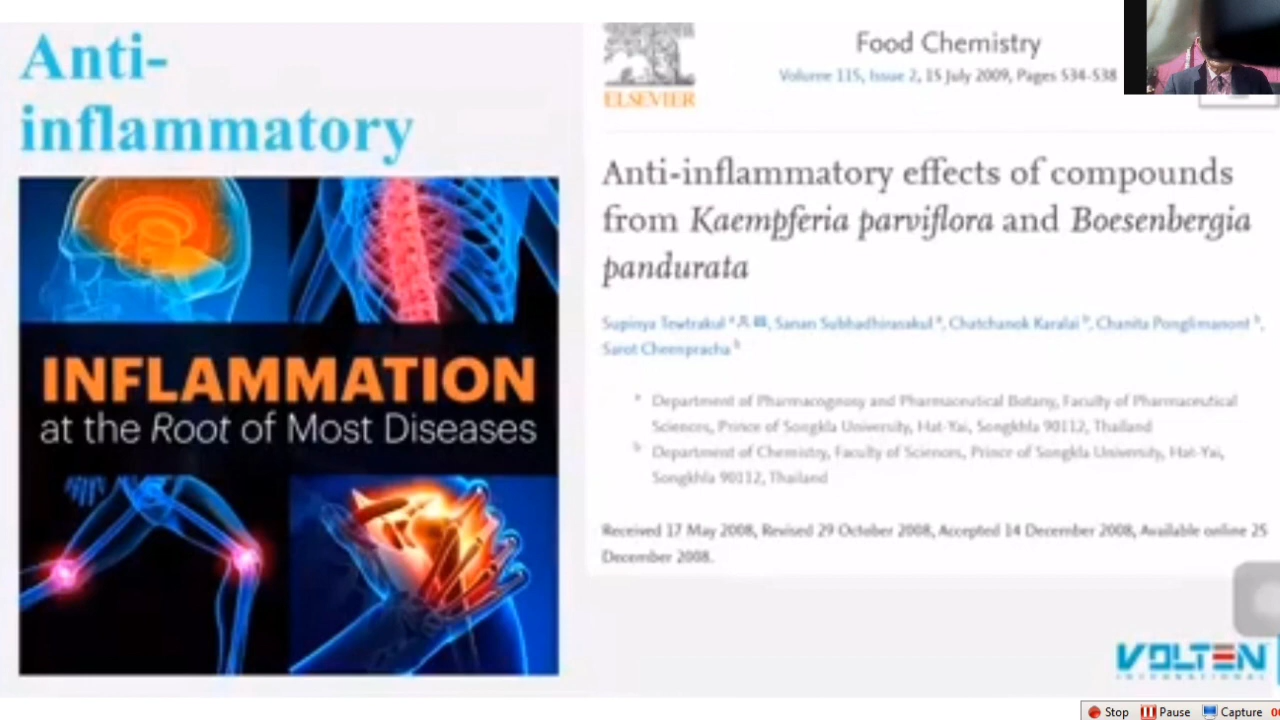 Anti-
inflammatory
INFLAMMATION
at the Root of Most Diseases
ELSEVIER
Food Chemistry
Volume 115, Issue 2, 15 July 2009, Pages 534-538
Anti-inflammatory effects of compounds
from Kaempferia parviflora and Boesenbergia
pandurata
Supinya Tewtrakul a, Sanan Subhadhirasakul a, Chatchanok Karalai b, Chanita Ponglimanont b,
Sarot Cheenpracha b
a Department of Pharmacognosy and Pharmaceutical Botany, Faculty of Pharmaceutical
Sciences, Prince of Songkla University, Hat-Yai, Songkhla 90112, Thailand
b Department of Chemistry, Faculty of Sciences, Prince of Songkla University, Hat-Yai,
Songkhla 90112, Thailand
Received 17 May 2008, Revised 29 October 2008, Accepted 14 December 2008, Available online 25
December 2008.
VOLTEN
INTERNATIONAL
Stop Pause Capture